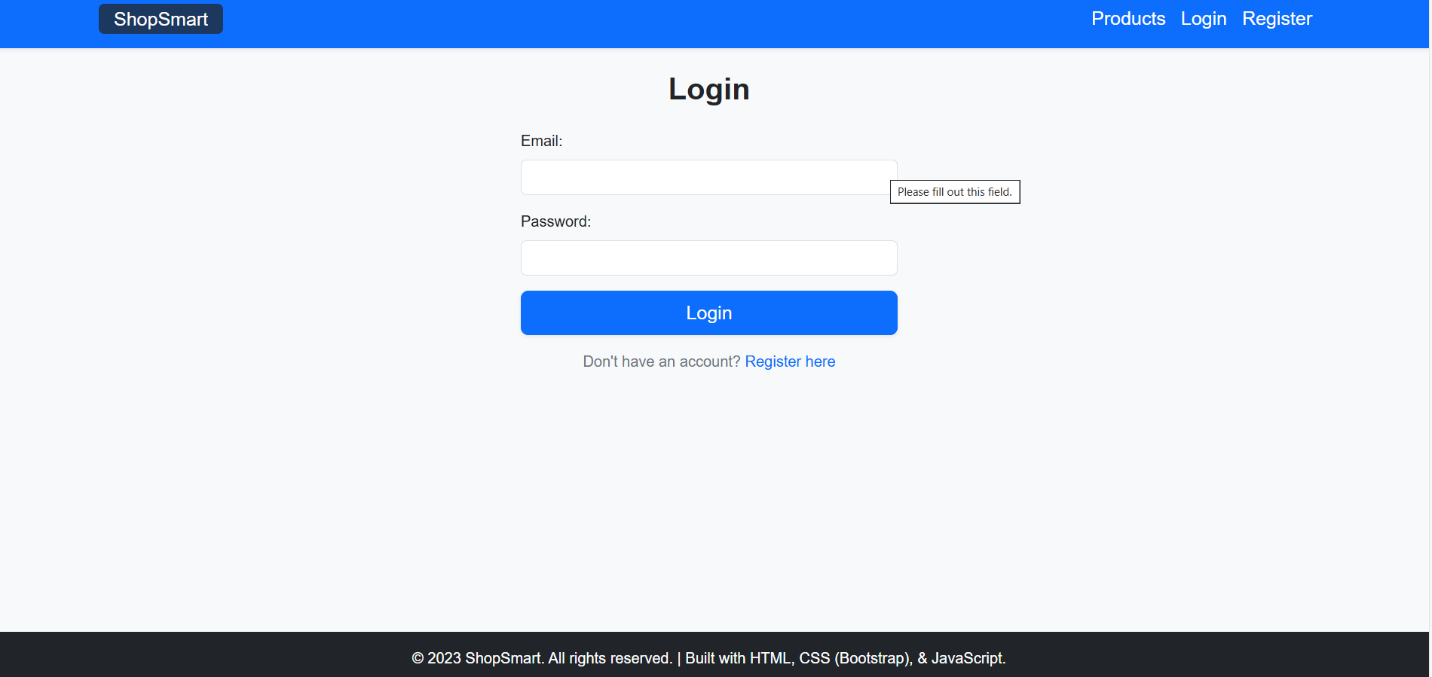 ShopSmart
Products Login Register
Login
Email:
Please fill out this field.
Password:
Login
Don't have an account? Register here
© 2023 ShopSmart. All rights reserved. | Built with HTML, CSS (Bootstrap), & JavaScript.